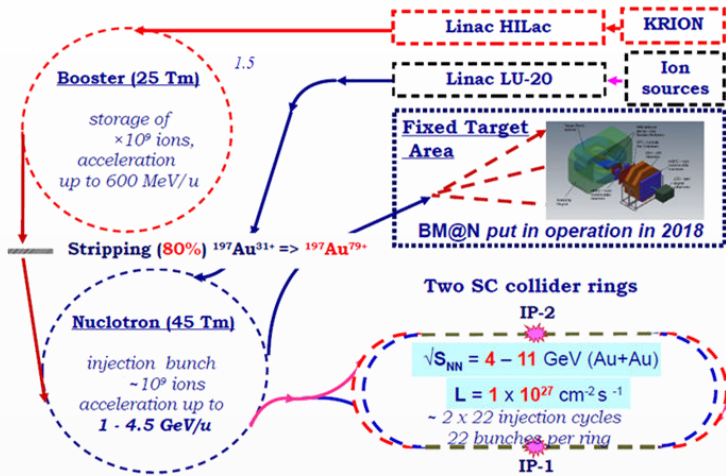 Linac HILac
KRION
Linac LU-20
Ion
sources
1.5
Booster (25 Tm)
storage of
×10⁹ ions,
acceleration
up to 600 MeV/u
Fixed Target
Area
BM@N put in operation in 2018
Stripping (80%) ¹⁹⁷Au³¹⁺ => ¹⁹⁷Au⁷⁹⁺
Nuclotron (45 Tm)
injection bunch
~10⁹ ions
acceleration up to
1 - 4.5 GeV/u
Two SC collider rings
IP-2
√S_NN = 4 – 11 GeV (Au+Au)
L = 1 x 10²⁷ cm⁻² s⁻¹
~ 2 x 22 injection cycles
22 bunches per ring
IP-1